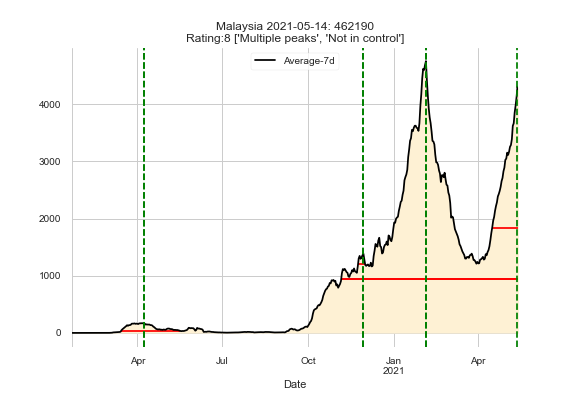 Malaysia 2021-05-14: 462190
Rating:8 ['Multiple peaks', 'Not in control']
Average-7d
4000
3000
2000
1000
0
Apr
Jul
Oct
Jan
2021
Apr
Date